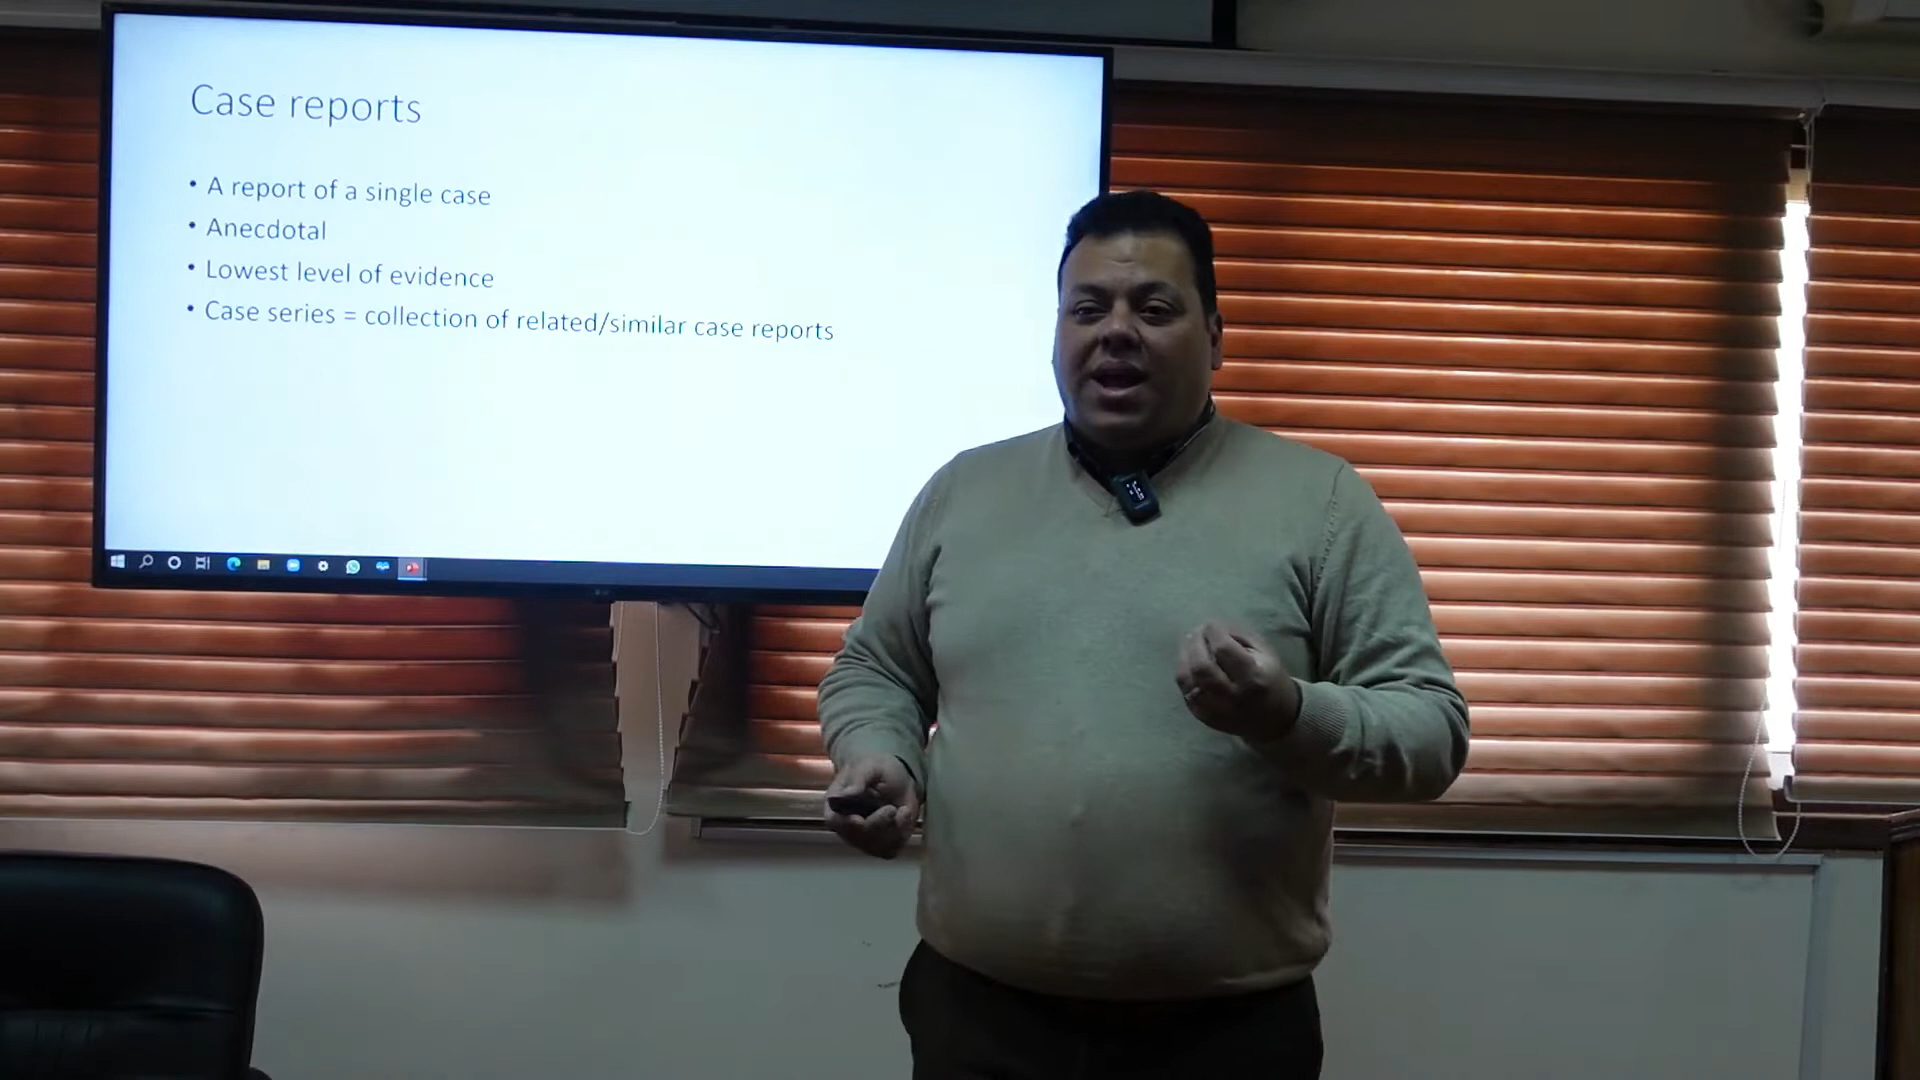 Case reports
• A report of a single case
• Anecdotal
• Lowest level of evidence
• Case series = collection of related/similar case reports